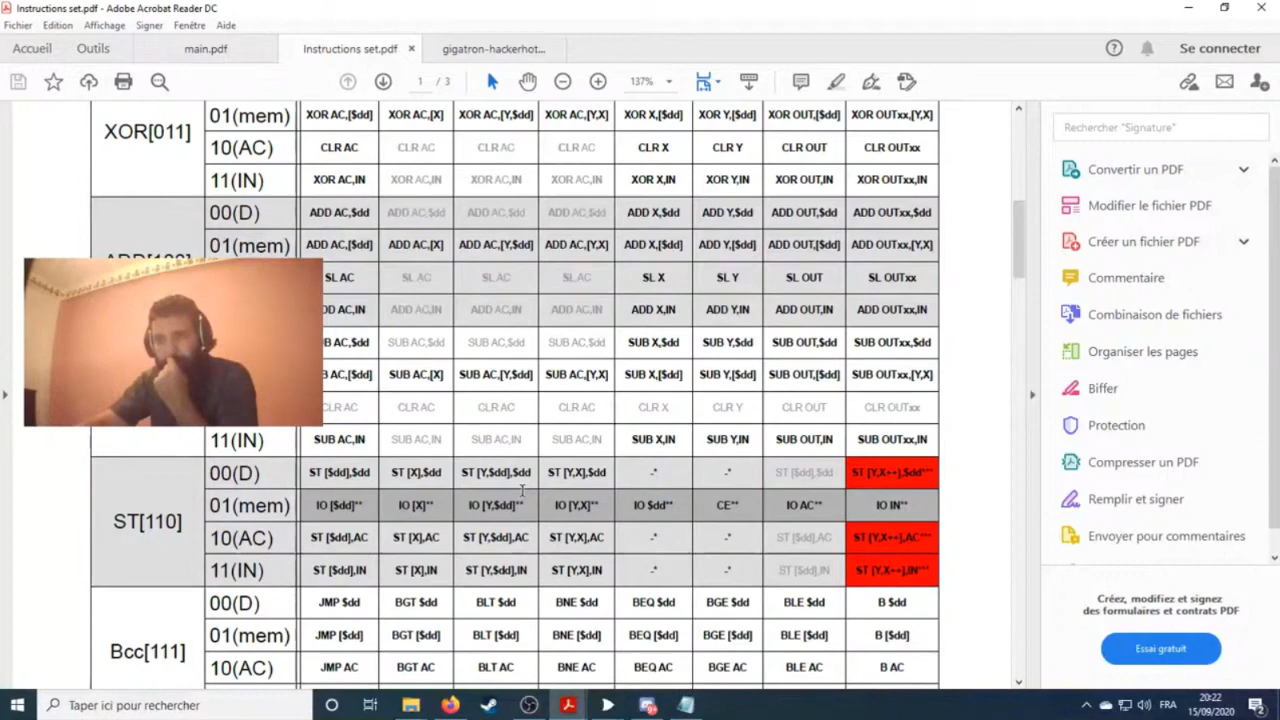 Instructions set.pdf - Adobe Acrobat Reader DC
Fichier Edition Affichage Signer Fenêtre Aide
Accueil Outils main.pdf Instructions set.pdf × gigatron-hackerhot... Se connecter
1 / 3 137%
XOR[011]
01(mem) XOR AC,[$dd] XOR AC,[X] XOR AC,[Y,$dd] XOR AC,[Y,X] XOR X,[$dd] XOR Y,[$dd] XOR OUT,[$dd] XOR OUTxx,[Y,X]
10(AC) CLR AC CLR AC CLR AC CLR AC CLR X CLR Y CLR OUT CLR OUTxx
11(IN) XOR AC,IN XOR AC,IN XOR AC,IN XOR AC,IN XOR X,IN XOR Y,IN XOR OUT,IN XOR OUTxx,IN
00(D) ADD AC,$dd ADD AC,$dd ADD AC,$dd ADD AC,$dd ADD X,$dd ADD Y,$dd ADD OUT,$dd ADD OUTxx,$dd
01(mem) ADD AC,[$dd] ADD AC,[X] ADD AC,[Y,$dd] ADD AC,[Y,X] ADD X,[$dd] ADD Y,[$dd] ADD OUT,[$dd] ADD OUTxx,[Y,X]
SL AC SL AC SL AC SL AC SL X SL Y SL OUT SL OUTxx
ADD AC,IN ADD AC,IN ADD AC,IN ADD AC,IN ADD X,IN ADD Y,IN ADD OUT,IN ADD OUTxx,IN
SUB AC,$dd SUB AC,$dd SUB AC,$dd SUB AC,$dd SUB X,$dd SUB Y,$dd SUB OUT,$dd SUB OUTxx,$dd
SUB AC,[$dd] SUB AC,[X] SUB AC,[Y,$dd] SUB AC,[Y,X] SUB X,[$dd] SUB Y,[$dd] SUB OUT,[$dd] SUB OUTxx,[Y,X]
CLR AC CLR AC CLR AC CLR AC CLR X CLR Y CLR OUT CLR OUTxx
11(IN) SUB AC,IN SUB AC,IN SUB AC,IN SUB AC,IN SUB X,IN SUB Y,IN SUB OUT,IN SUB OUTxx,IN
ST[110]
00(D) ST [$dd],$dd ST [X],$dd ST [Y,$dd],$dd ST [Y,X],$dd -* -* ST [$dd],$dd ST [Y,X++],$dd***
01(mem) IO [$dd]** IO [X]** IO [Y,$dd]** IO [Y,X]** IO $dd** CE** IO AC** IO IN**
10(AC) ST [$dd],AC ST [X],AC ST [Y,$dd],AC ST [Y,X],AC -* -* ST [$dd],AC ST [Y,X++],AC***
11(IN) ST [$dd],IN ST [X],IN ST [Y,$dd],IN ST [Y,X],IN -* -* ST [$dd],IN ST [Y,X++],IN***
Bcc[111]
00(D) JMP $dd BGT $dd BLT $dd BNE $dd BEQ $dd BGE $dd BLE $dd B $dd
01(mem) JMP [$dd] BGT [$dd] BLT [$dd] BNE [$dd] BEQ [$dd] BGE [$dd] BLE [$dd] B [$dd]
10(AC) JMP AC BGT AC BLT AC BNE AC BEQ AC BGE AC BLE AC B AC
Rechercher "Signature"
Convertir un PDF
Modifier le fichier PDF
Créer un fichier PDF
Commentaire
Combinaison de fichiers
Organiser les pages
Biffer
Protection
Compresser un PDF
Remplir et signer
Envoyer pour commentaires
Créez, modifiez et signez
des formulaires et contrats PDF
Essai gratuit
Taper ici pour rechercher
FRA
20:22
15/09/2020
2